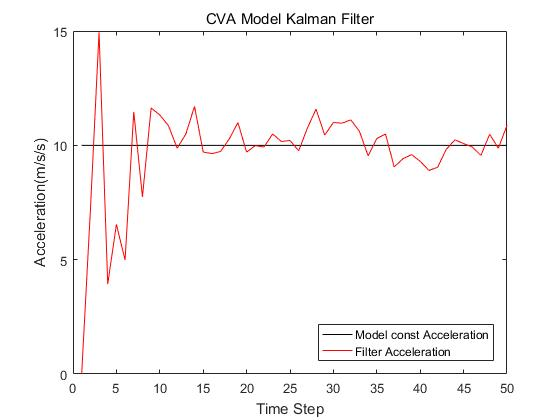 CVA Model Kalman Filter
15
10
5
0
Acceleration(m/s/s)
Model const Acceleration
Filter Acceleration
0 5 10 15 20 25 30 35 40 45 50
Time Step